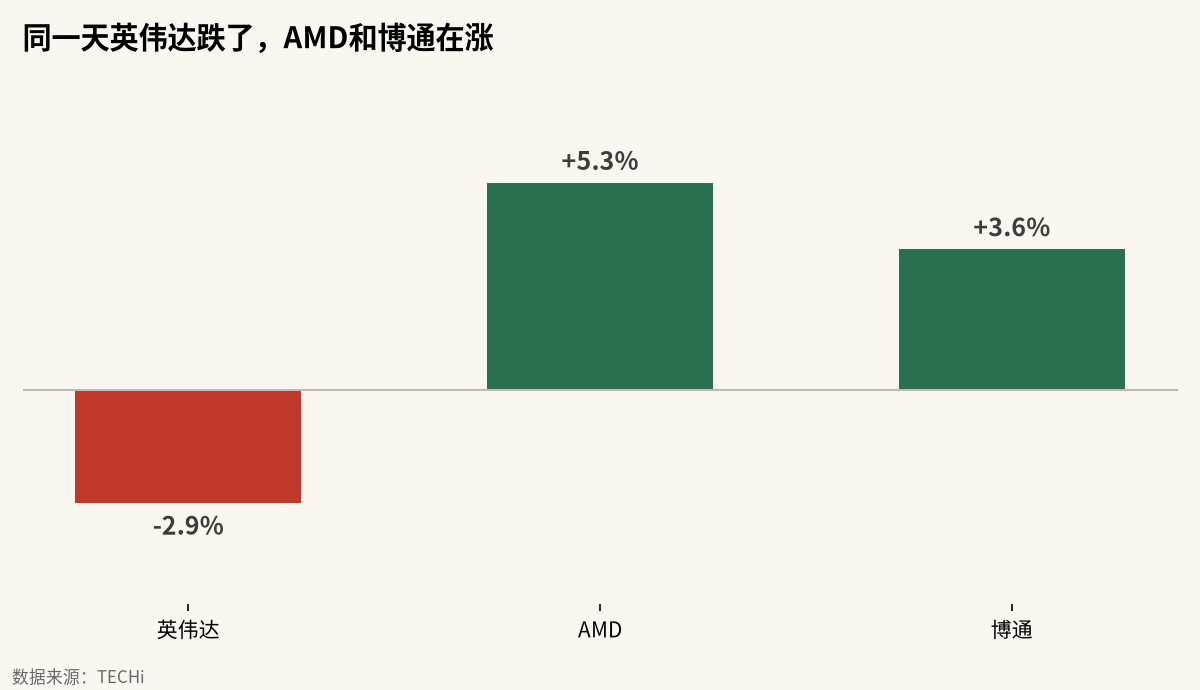 同一天英伟达跌了，AMD和博通在涨
+5.3%
+3.6%
-2.9%
英伟达
AMD
博通
数据来源：TECHi